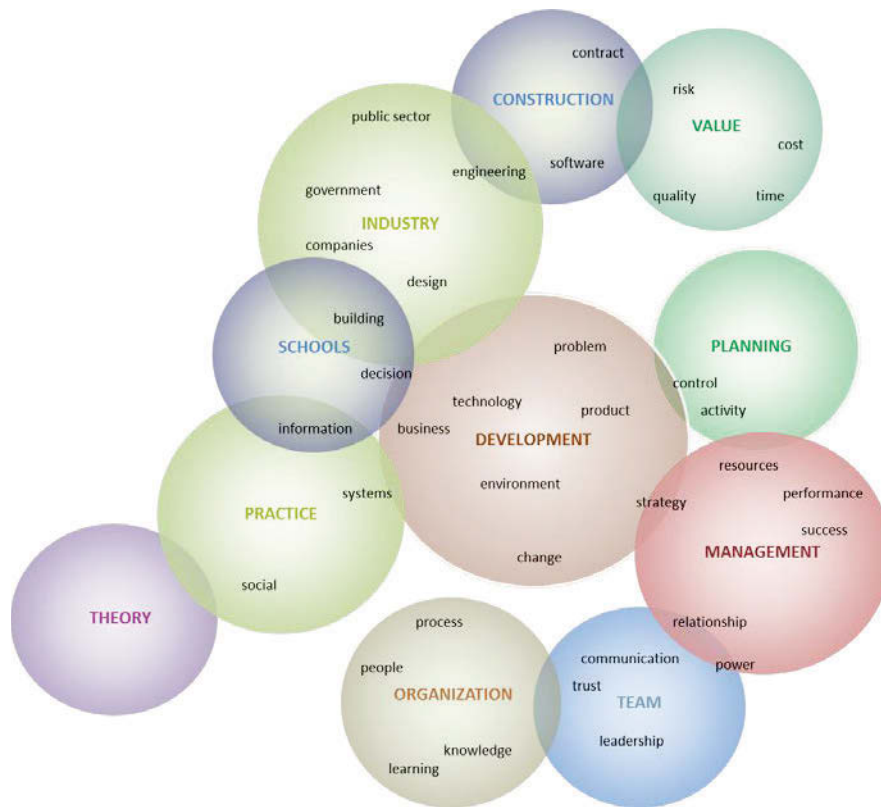 contract
CONSTRUCTION
risk
public sector
VALUE
cost
software
engineering
government
quality
time
INDUSTRY
companies
design
building
SCHOOLS
problem
PLANNING
decision
control
technology
product
activity
information
business
DEVELOPMENT
resources
environment
systems
performance
strategy
PRACTICE
success
MANAGEMENT
change
social
THEORY
process
relationship
communication
people
power
trust
ORGANIZATION
TEAM
leadership
knowledge
learning